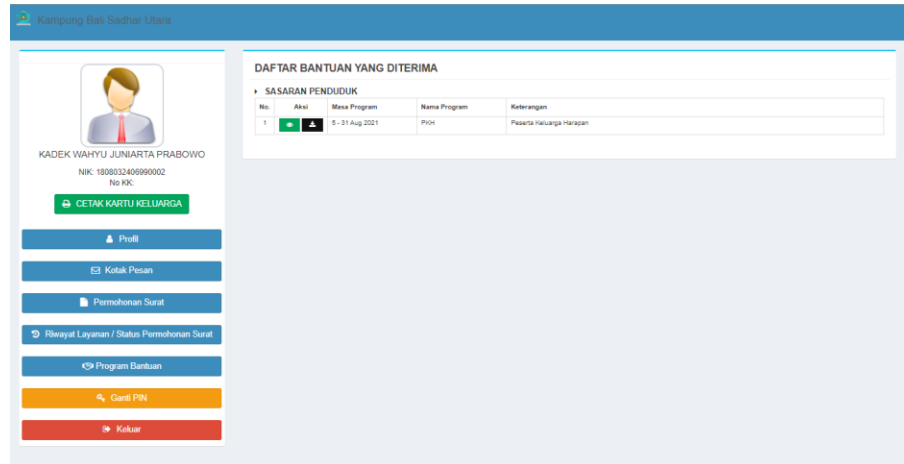 Kampung Bali Sadhar Utara
KADEK WAHYU JUNIARTA PRABOWO
NIK: 1808032406990002
No KK:
CETAK KARTU KELUARGA
Profil
Kotak Pesan
Permohonan Surat
Riwayat Layanan / Status Permohonan Surat
Program Bantuan
Ganti PIN
Keluar
DAFTAR BANTUAN YANG DITERIMA
SASARAN PENDUDUK
No. Aksi Masa Program Nama Program Keterangan
1 5 - 31 Aug 2021 PKH Peserta Keluarga Harapan